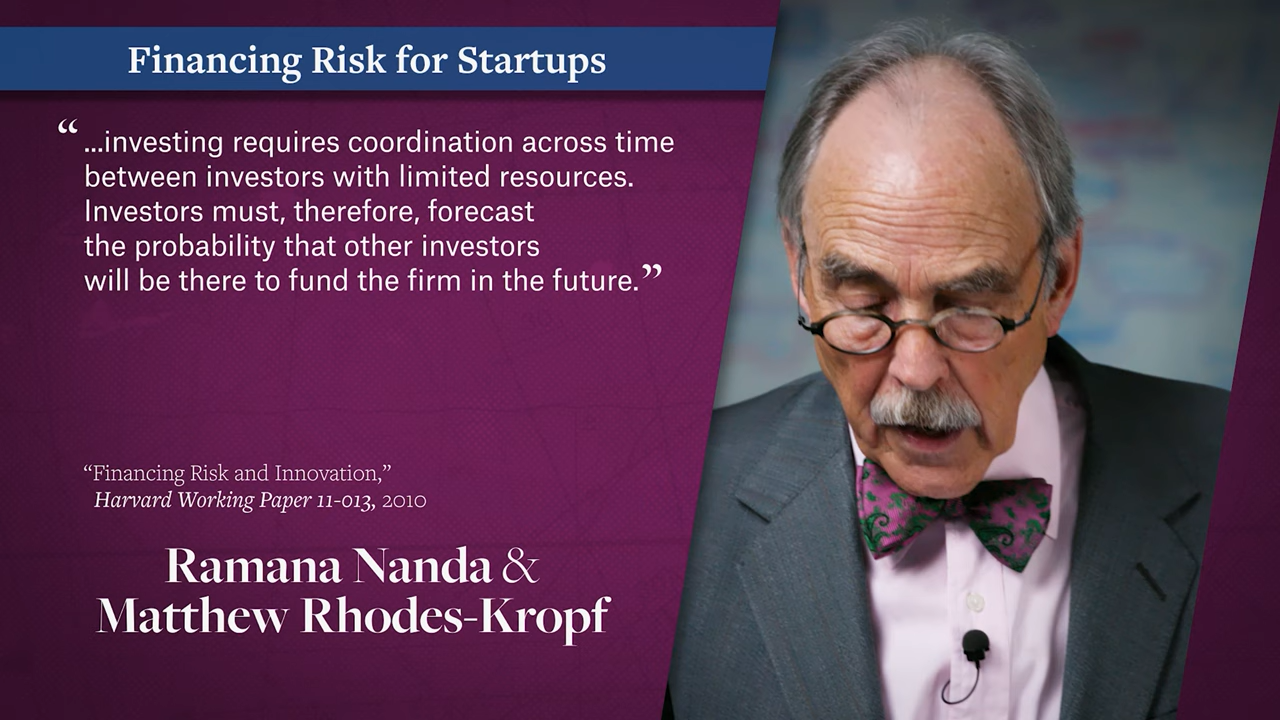 Financing Risk for Startups
“...investing requires coordination across time
between investors with limited resources.
Investors must, therefore, forecast
the probability that other investors
will be there to fund the firm in the future.”
“Financing Risk and Innovation,”
Harvard Working Paper 11-013, 2010
Ramana Nanda &
Matthew Rhodes-Kropf